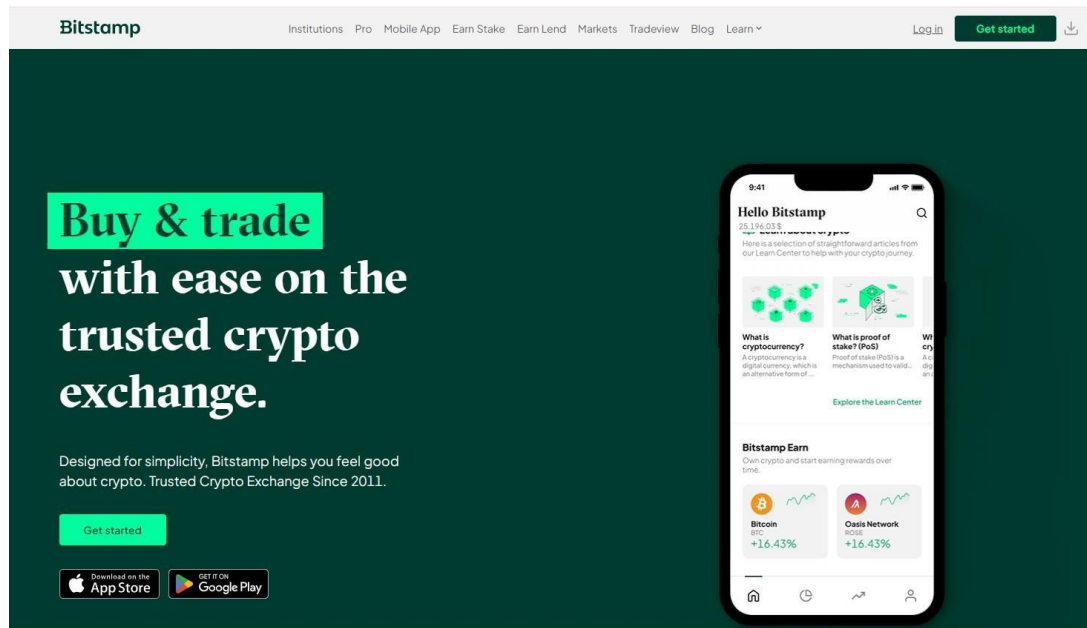 Bitstamp
Institutions Pro Mobile App Earn Stake Earn Lend Markets Tradeview Blog Learn
Log in
Get started
Buy & trade
with ease on the
trusted crypto
exchange.
Designed for simplicity, Bitstamp helps you feel good
about crypto. Trusted Crypto Exchange Since 2011.
Get started
Download on the
App Store
GET IT ON
Google Play
9:41
Hello Bitstamp
25.196,03 $
Learn about crypto
Here is a selection of straightforward articles from
our Learn Center to help with your crypto journey.
What is
cryptocurrency?
A cryptocurrency is a
digital currency, which is
an alternative form of ...
What is proof of
stake? (PoS)
Proof of stake (PoS) is a
mechanism used to valid...
Explore the Learn Center
Bitstamp Earn
Own crypto and start earning rewards over
time.
Bitcoin
BTC
+16.43%
Oasis Network
ROSE
+16.43%